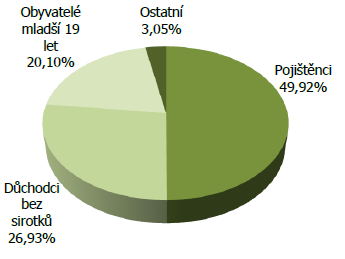 Obyvatelé
mladší 19
let
20,10%
Ostatní
3,05%
Pojištěnci
49,92%
Důchodci
bez
sirotků
26,93%